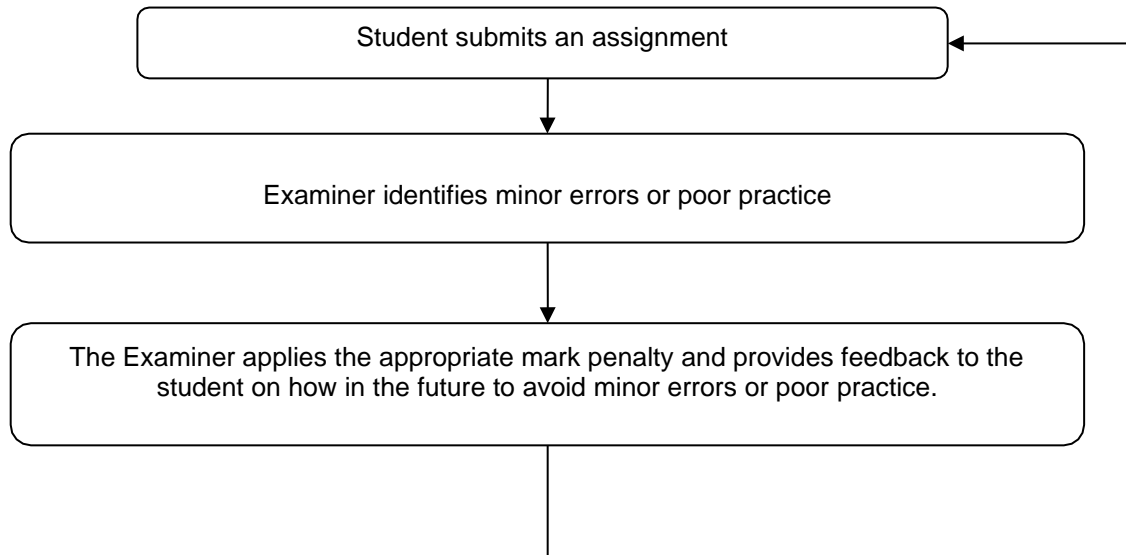 Student submits an assignment
Examiner identifies minor errors or poor practice
The Examiner applies the appropriate mark penalty and provides feedback to the
student on how in the future to avoid minor errors or poor practice.